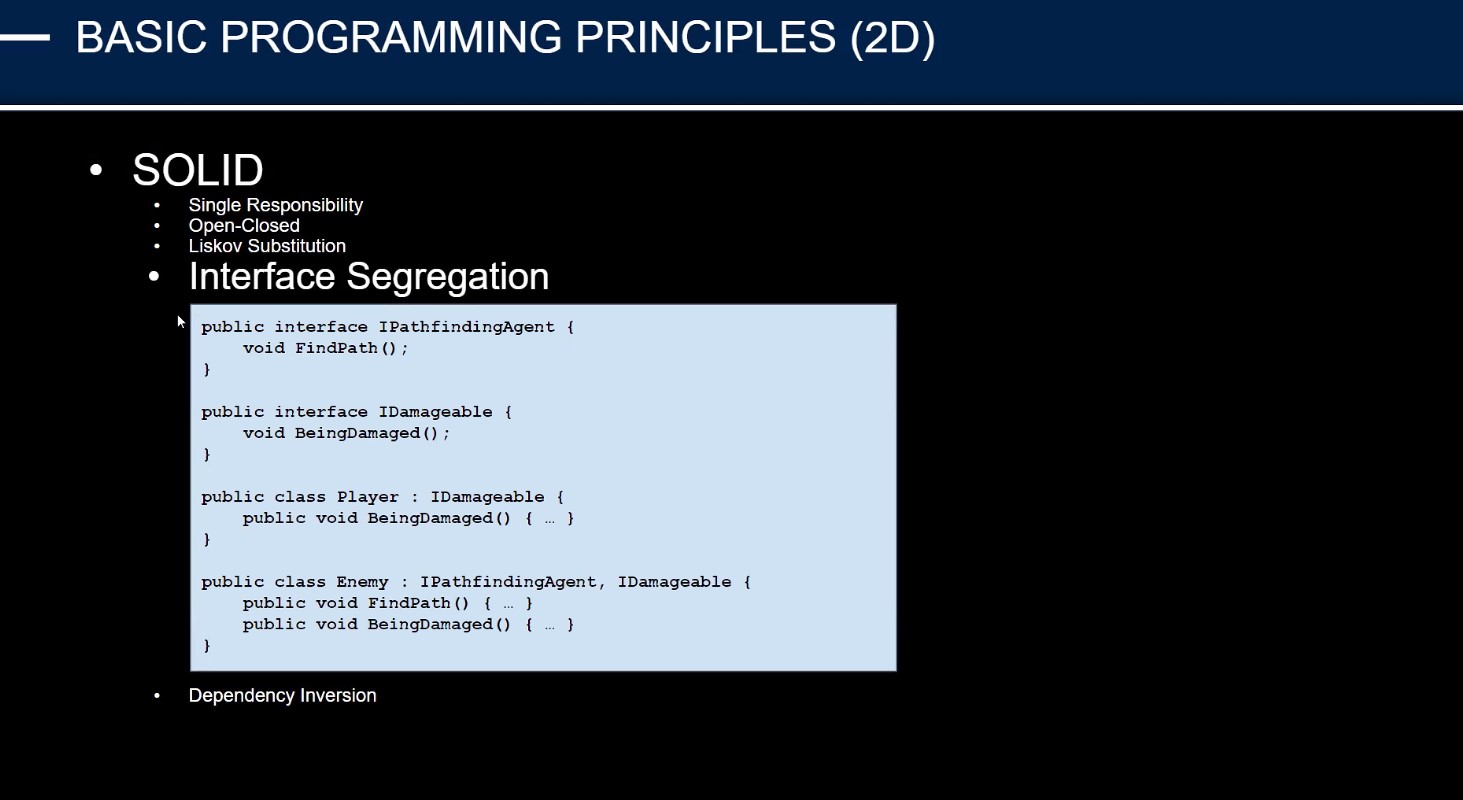 BASIC PROGRAMMING PRINCIPLES (2D)
• SOLID
• Single Responsibility
• Open-Closed
• Liskov Substitution
• Interface Segregation
public interface IPathfindingAgent {
    void FindPath();
}
public interface IDamageable {
    void BeingDamaged();
}
public class Player : IDamageable {
    public void BeingDamaged() { … }
}
public class Enemy : IPathfindingAgent, IDamageable {
    public void FindPath() { … }
    public void BeingDamaged() { … }
}
• Dependency Inversion